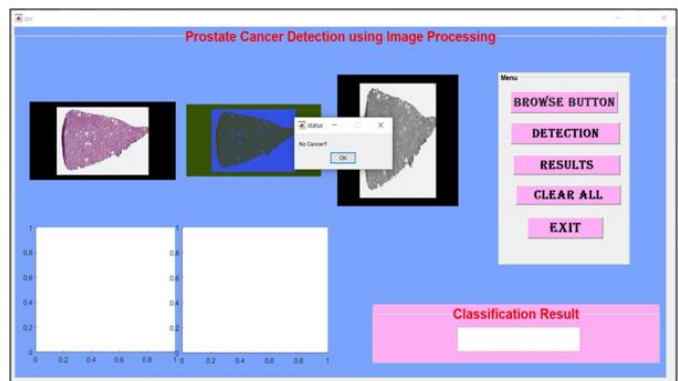 gui
Prostate Cancer Detection using Image Processing
Menu
BROWSE BUTTON
DETECTION
RESULTS
CLEAR ALL
EXIT
status
No Cancer!!
OK
1
0.8
0.6
0.4
0.2
0
0 0.2 0.4 0.6 0.8 1
1
0.8
0.6
0.4
0.2
0
0 0.2 0.4 0.6 0.8 1
Classification Result